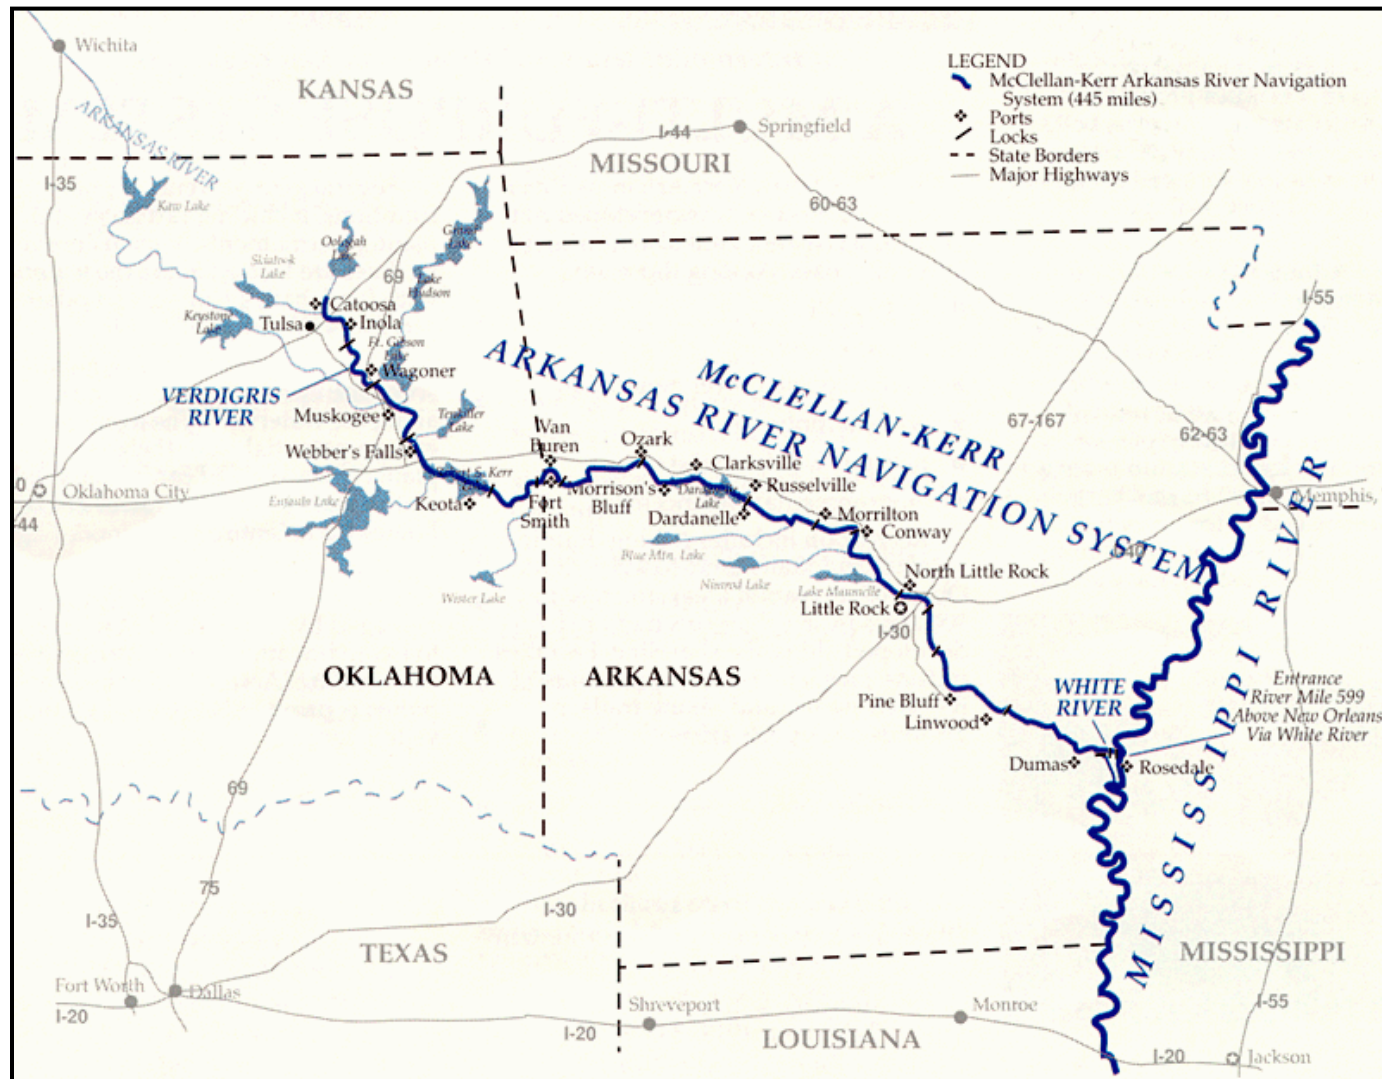 Wichita
KANSAS
ARKANSAS RIVER
I-35
Kaw Lake
I-44
Springfield
MISSOURI
60-63
LEGEND
McClellan-Kerr Arkansas River Navigation
System (445 miles)
Ports
Locks
State Borders
Major Highways
Oologah
Lake
Skiatook
Lake
Grand
Lake
69
Lake
Hudson
Keystone
Lake
Catoosa
Tulsa
Inola
Ft. Gibson
Lake
Wagoner
VERDIGRIS
RIVER
Muskogee
Tenkiller
Lake
Webber's Falls
Robert S. Kerr
Keota
Oklahoma City
44
Eufaula Lake
Wister Lake
Wan
Buren
Fort
Smith
Ozark
Morrison's
Bluff
Clarksville
Russelville
Dardanelle
Lake
Dardanelle
Morrilton
Conway
Blue Mtn. Lake
Nimrod Lake
Lake Maumelle
North Little Rock
Little Rock
I-30
McCLELLAN-KERR
ARKANSAS RIVER NAVIGATION SYSTEM
67-167
62-63
I-55
Memphis,
I-40
MISSISSIPPI RIVER
OKLAHOMA
ARKANSAS
Pine Bluff
Linwood
WHITE
RIVER
Entrance
River Mile 599
Above New Orleans
Via White River
Dumas
Rosedale
69
75
I-35
I-30
TEXAS
MISSISSIPPI
Fort Worth
Dallas
I-20
Shreveport
Monroe
I-20
LOUISIANA
I-55
I-20
Jackson